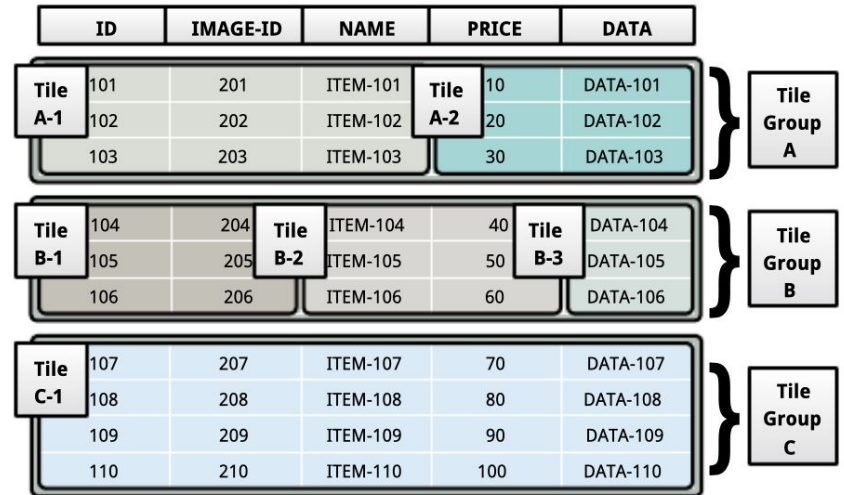 ID IMAGE-ID NAME PRICE DATA
Tile A-1
Tile A-2
101 201 ITEM-101 10 DATA-101
102 202 ITEM-102 20 DATA-102
103 203 ITEM-103 30 DATA-103
Tile Group A
Tile B-1
Tile B-2
Tile B-3
104 204 ITEM-104 40 DATA-104
105 205 ITEM-105 50 DATA-105
106 206 ITEM-106 60 DATA-106
Tile Group B
Tile C-1
107 207 ITEM-107 70 DATA-107
108 208 ITEM-108 80 DATA-108
109 209 ITEM-109 90 DATA-109
110 210 ITEM-110 100 DATA-110
Tile Group C